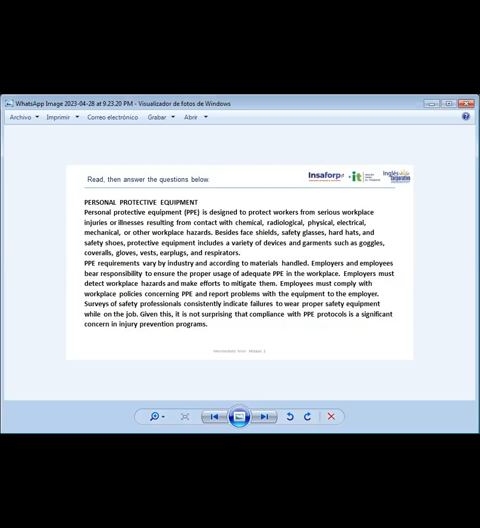 WhatsApp Image 2023-04-28 at 9.23.20 PM - Visualizador de fotos de Windows
Archivo Imprimir Correo electrónico Grabar Abrir
Read, then answer the questions below.
Insaforp it Inglés
Corporativo
PERSONAL PROTECTIVE EQUIPMENT
Personal protective equipment (PPE) is designed to protect workers from serious workplace
injuries or illnesses resulting from contact with chemical, radiological, physical, electrical,
mechanical, or other workplace hazards. Besides face shields, safety glasses, hard hats, and
safety shoes, protective equipment includes a variety of devices and garments such as goggles,
coveralls, gloves, vests, earplugs, and respirators.
PPE requirements vary by industry and according to materials handled. Employers and employees
bear responsibility to ensure the proper usage of adequate PPE in the workplace. Employers must
detect workplace hazards and make efforts to mitigate them. Employees must comply with
workplace policies concerning PPE and report problems with the equipment to the employer.
Surveys of safety professionals consistently indicate failures to wear proper safety equipment
while on the job. Given this, it is not surprising that compliance with PPE protocols is a significant
concern in injury prevention programs.